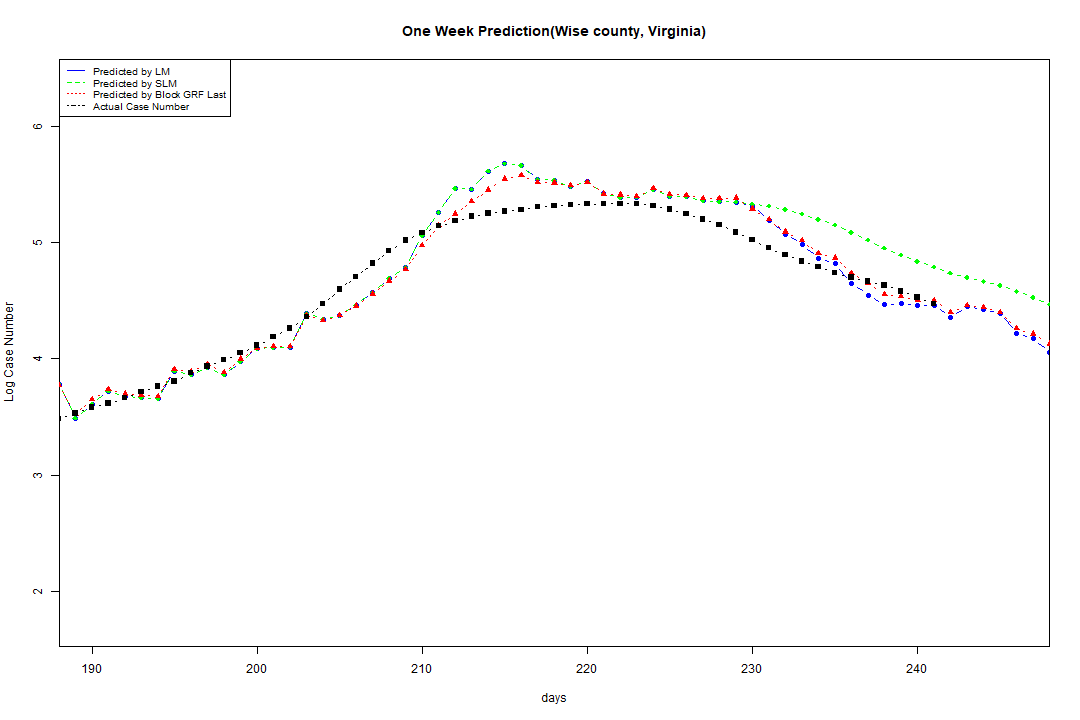 One Week Prediction(Wise county, Virginia)
Predicted by LM
Predicted by SLM
Predicted by Block GRF Last
Actual Case Number
Log Case Number
6
5
4
3
2
190 200 210 220 230 240
days